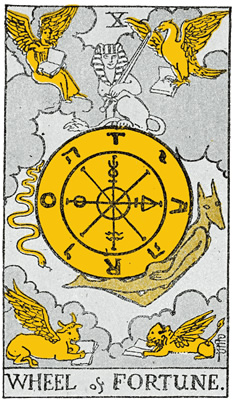 X
ה T י
O A
ו R ה
WHEEL of FORTUNE.